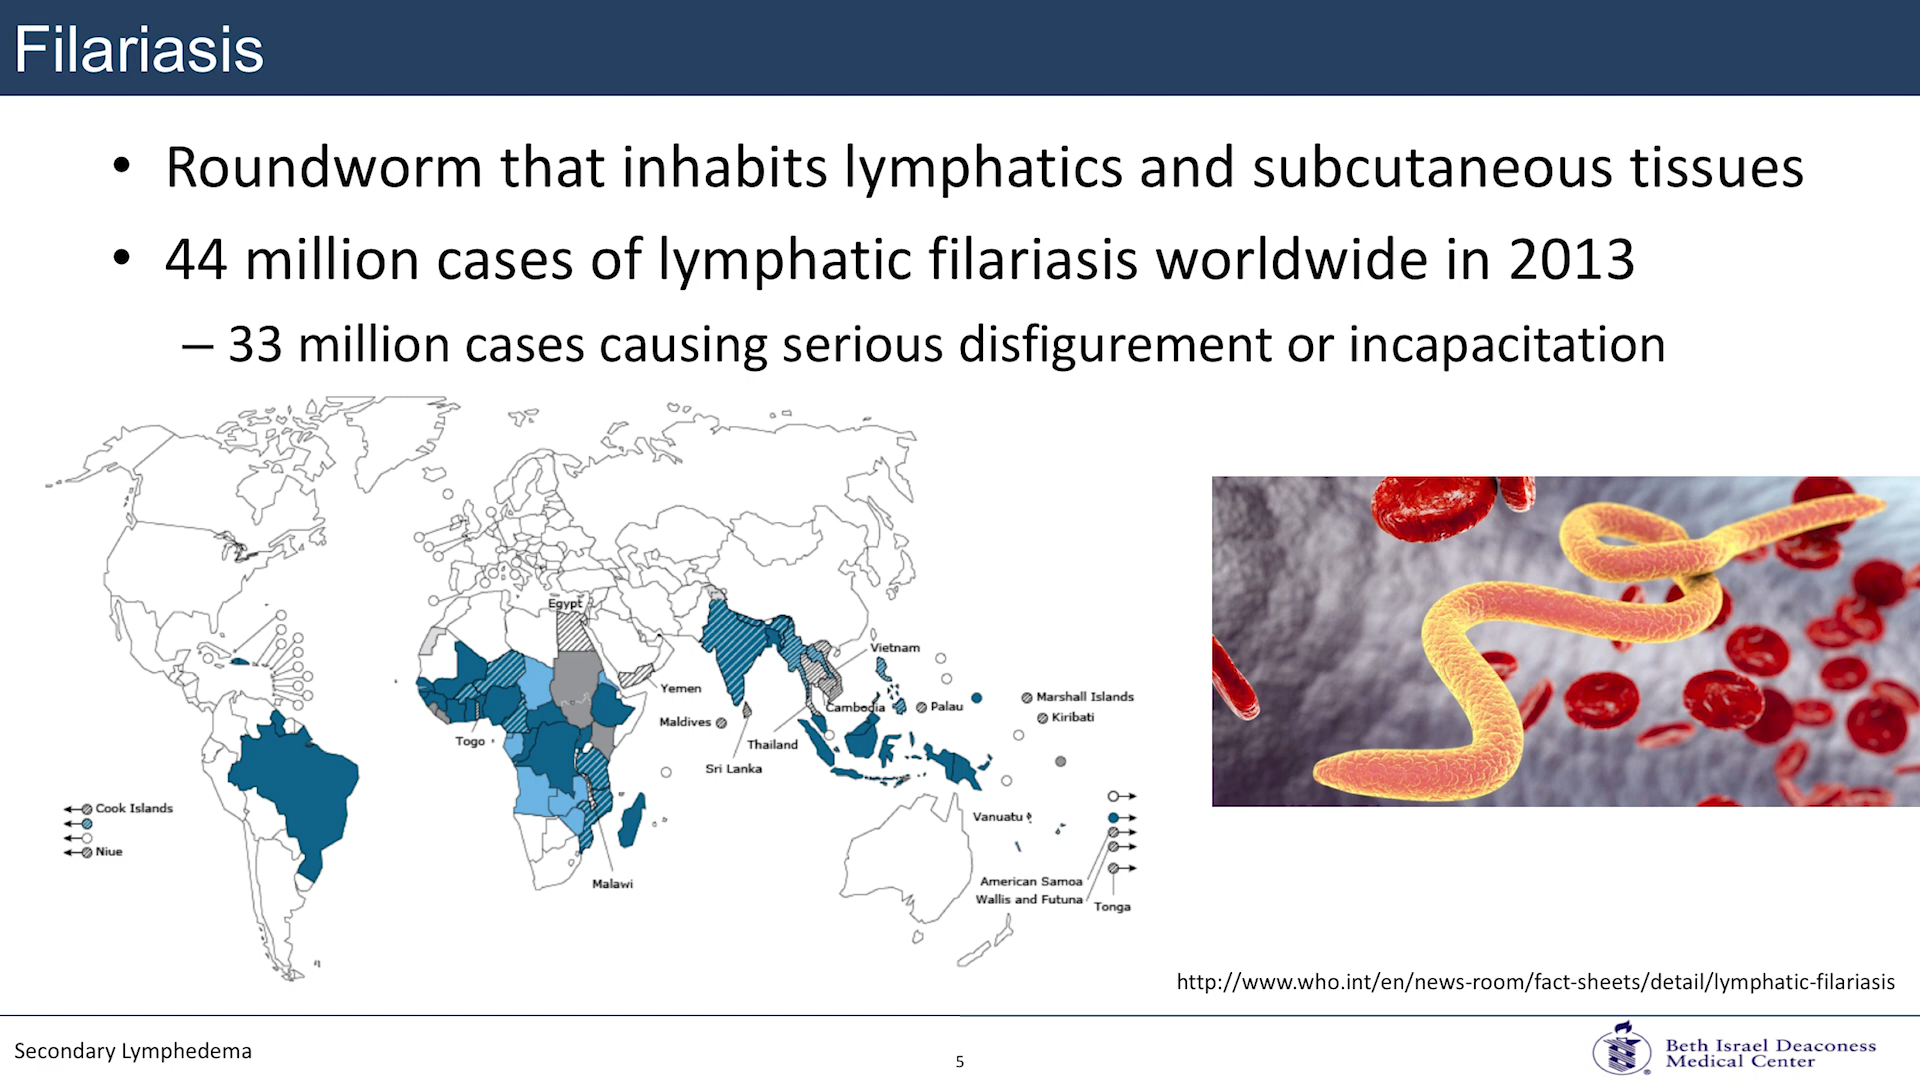 Filariasis
• Roundworm that inhabits lymphatics and subcutaneous tissues
• 44 million cases of lymphatic filariasis worldwide in 2013
– 33 million cases causing serious disfigurement or incapacitation
Egypt
Vietnam
Yemen
Marshall Islands
Cambodia
Palau
Kiribati
Maldives
Togo
Thailand
Sri Lanka
Cook Islands
Vanuatu
Niue
Malawi
American Samoa
Wallis and Futuna
Tonga
http://www.who.int/en/news-room/fact-sheets/detail/lymphatic-filariasis
Secondary Lymphedema
5
Beth Israel Deaconess
Medical Center